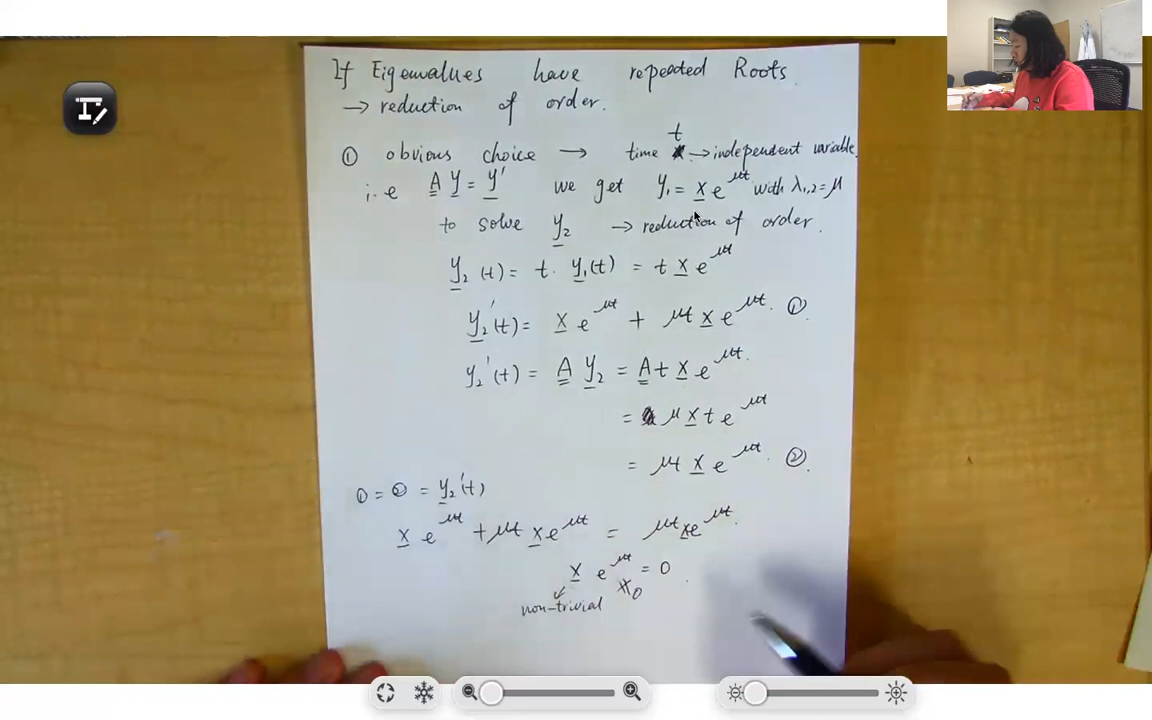 If Eigenvalues have repeated Roots
→ reduction of order.
① obvious choice → time t → independent variable.
i.e A y = y' we get y₁ = x e^μt with λ₁,₂ = μ
to solve y₂ → reduction of order.
y₂(t) = t · y₁(t) = t x e^μt
y₂'(t) = x e^μt + μt x e^μt. ①
y₂'(t) = A y₂ = A t x e^μt.
= μ x t e^μt
= μt x e^μt. ②
① = ② = y₂'(t)
x e^μt + μt x e^μt = μt x e^μt.
x e^μt = 0.
non-trivial ≠0